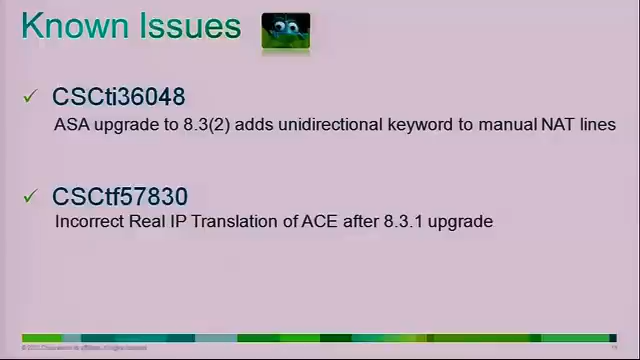 Known Issues
CSCti36048
ASA upgrade to 8.3(2) adds unidirectional keyword to manual NAT lines
CSCtf57830
Incorrect Real IP Translation of ACE after 8.3.1 upgrade